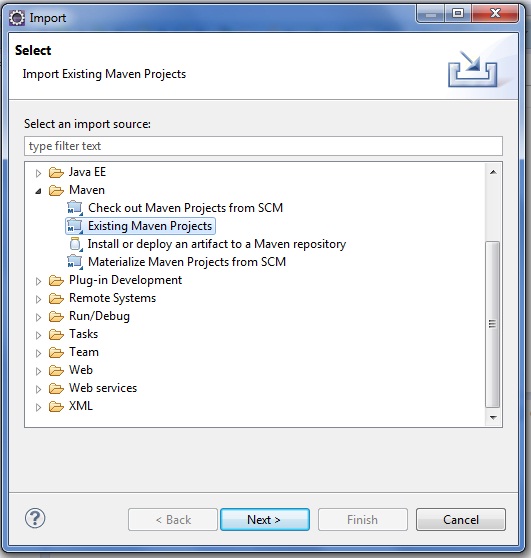 Import
Select
Import Existing Maven Projects
Select an import source:
type filter text
Java EE
Maven
Check out Maven Projects from SCM
Existing Maven Projects
Install or deploy an artifact to a Maven repository
Materialize Maven Projects from SCM
Plug-in Development
Remote Systems
Run/Debug
Tasks
Team
Web
Web services
XML
? < Back Next > Finish Cancel